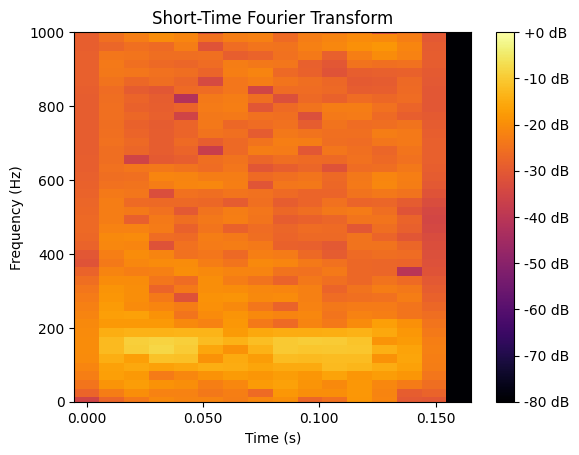 Short-Time Fourier Transform
Frequency (Hz)
1000
800
600
400
200
0
0.000
0.050
0.100
0.150
Time (s)
+0 dB
-10 dB
-20 dB
-30 dB
-40 dB
-50 dB
-60 dB
-70 dB
-80 dB